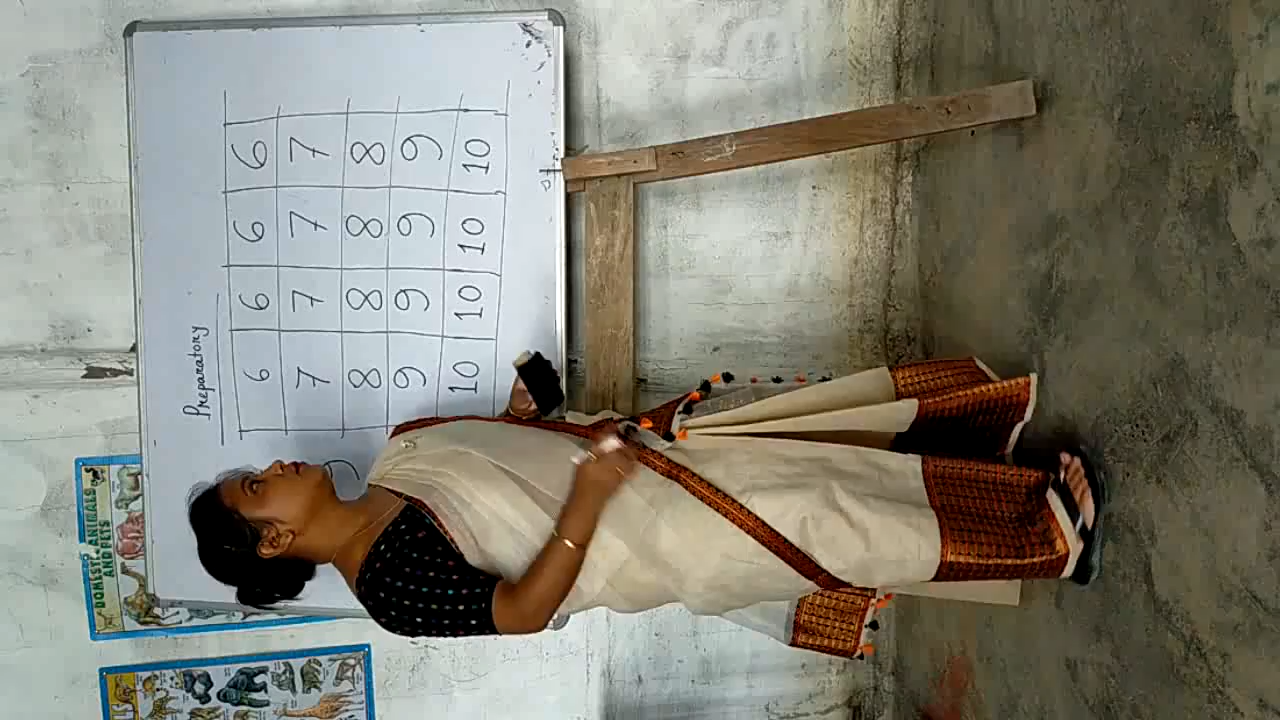 Preparatory
6 6 6 6
7 7 7 7
8 8 8 8
9 9 9 9
10 10 10 10
DOMESTIC ANIMALS
AND PETS
LS